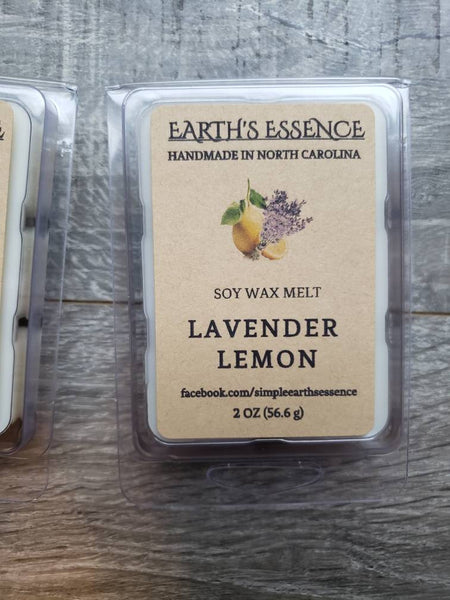 EARTH'S ESSENCE
HANDMADE IN NORTH CAROLINA
SOY WAX MELT
LAVENDER
LEMON
facebook.com/simpleearthsessence
2 OZ (56.6 g)